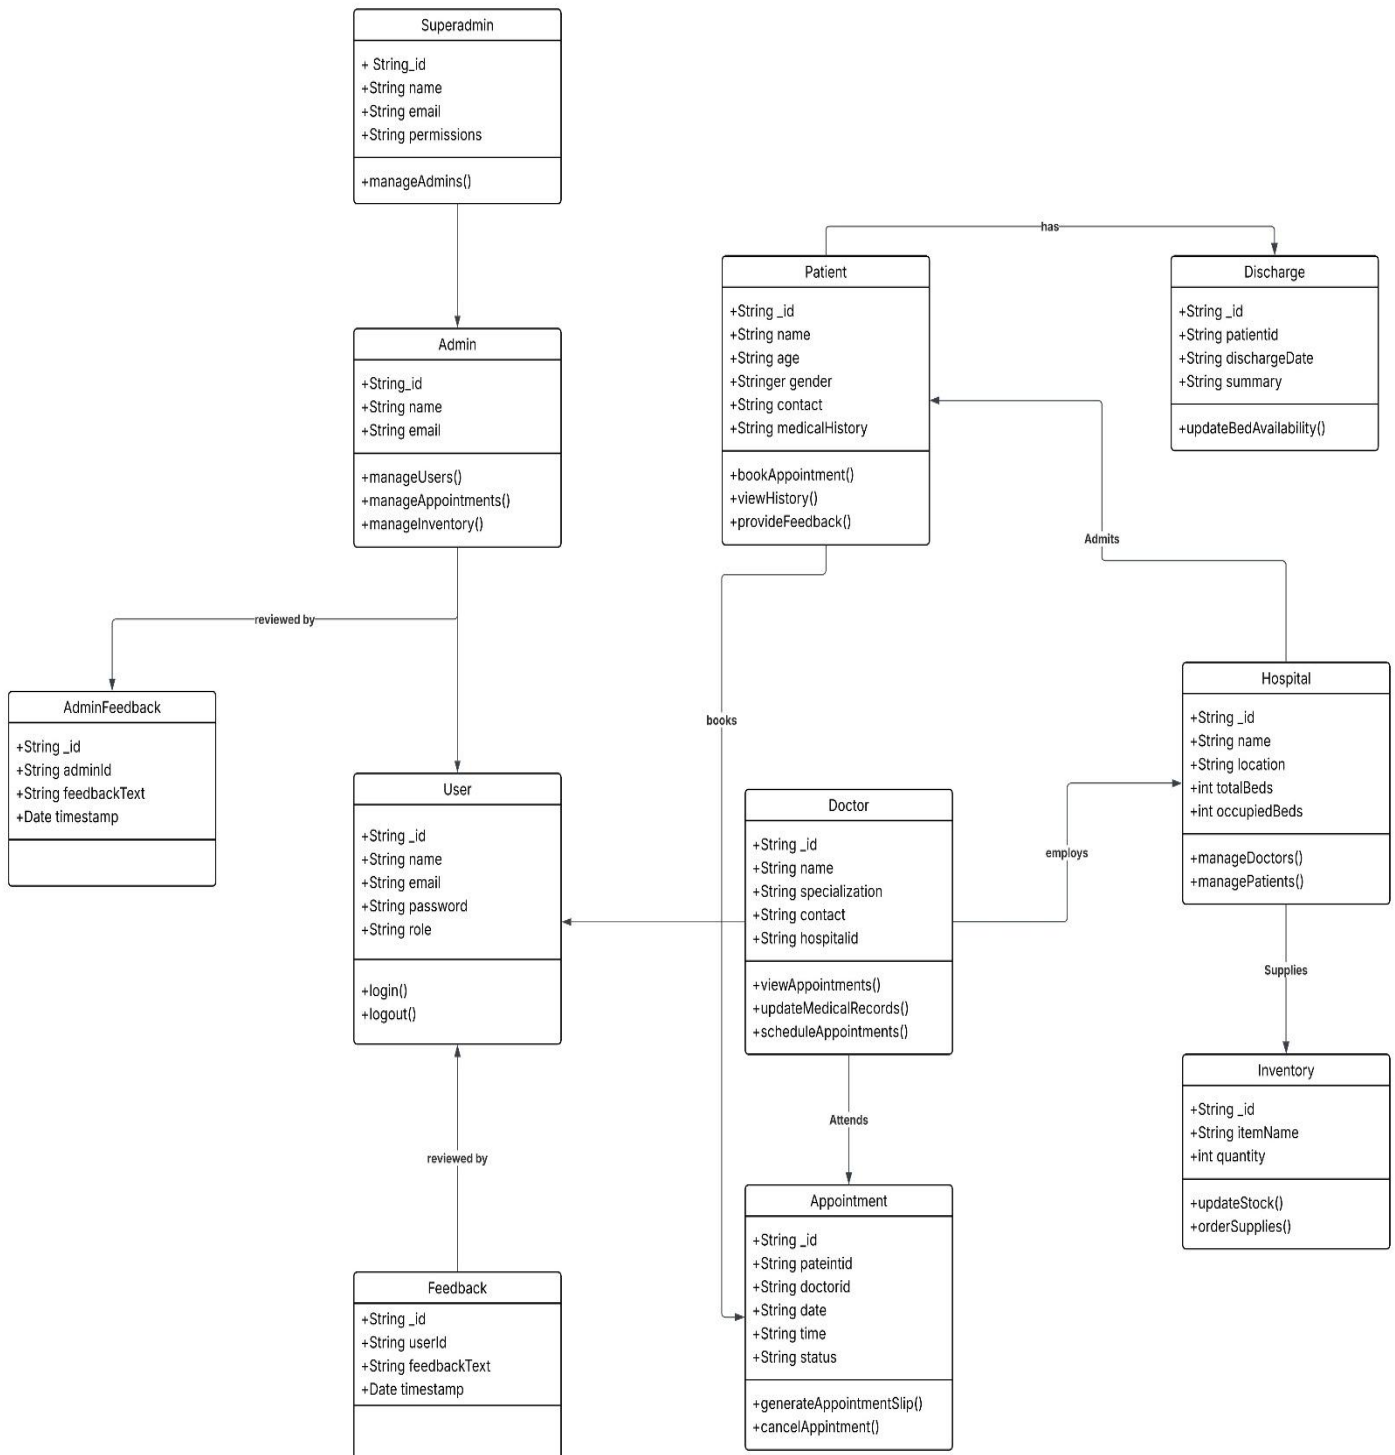 Superadmin
+ String_id
+String name
+String email
+String permissions
+manageAdmins()
Admin
+String_id
+String name
+String email
+manageUsers()
+manageAppointments()
+manageInventory()
reviewed by
AdminFeedback
+String _id
+String adminId
+String feedbackText
+Date timestamp
User
+String _id
+String name
+String email
+String password
+String role
+login()
+logout()
reviewed by
Feedback
+String _id
+String userId
+String feedbackText
+Date timestamp
has
Patient
+String _id
+String name
+String age
+Stringer gender
+String contact
+String medicalHistory
+bookAppointment()
+viewHistory()
+provideFeedback()
books
Doctor
+String _id
+String name
+String specialization
+String contact
+String hospitalid
+viewAppointments()
+updateMedicalRecords()
+scheduleAppointments()
Attends
Appointment
+String _id
+String pateintid
+String doctorid
+String date
+String time
+String status
+generateAppointmentSlip()
+cancelAppintment()
Discharge
+String _id
+String patientid
+String dischargeDate
+String summary
+updateBedAvailability()
Admits
employs
Hospital
+String _id
+String name
+String location
+int totalBeds
+int occupiedBeds
+manageDoctors()
+managePatients()
Supplies
Inventory
+String _id
+String itemName
+int quantity
+updateStock()
+orderSupplies()